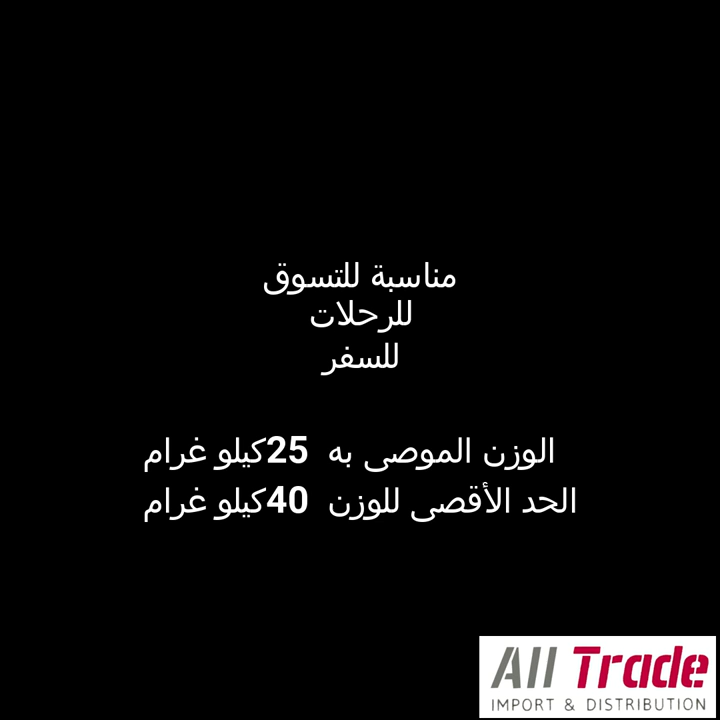 مناسبة للتسوق
للرحلات
للسفر
الوزن الموصى به 25كيلو غرام
الحد الأقصى للوزن 40كيلو غرام
All Trade
IMPORT & DISTRIBUTION